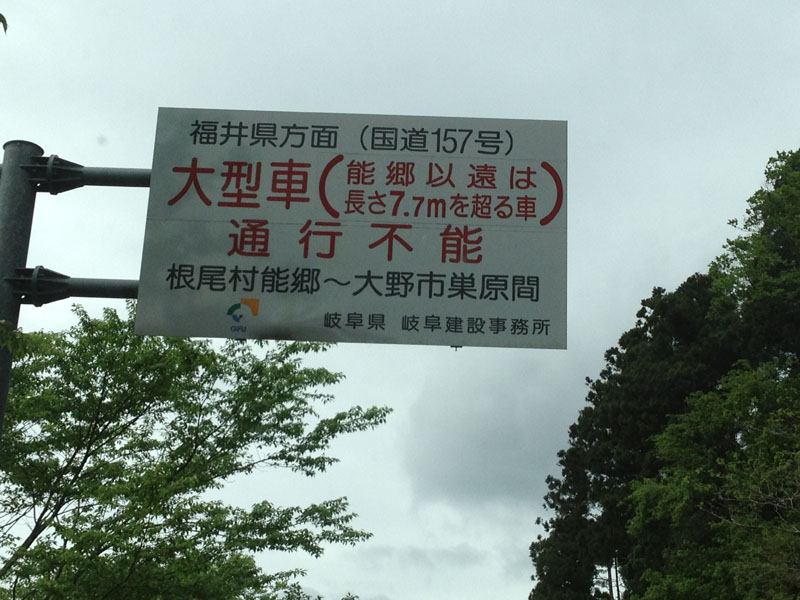 福井県方面（国道157号）
大型車（能郷以遠は
長さ7.7mを超る車）
通行不能
根尾村能郷～大野市巣原間
GIFU
岐阜県 岐阜建設事務所